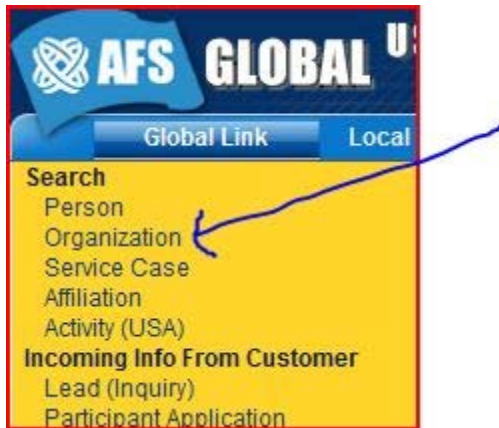 AFS GLOBAL
Global Link Local
Search
Person
Organization
Service Case
Affiliation
Activity (USA)
Incoming Info From Customer
Lead (Inquiry)
Participant Application